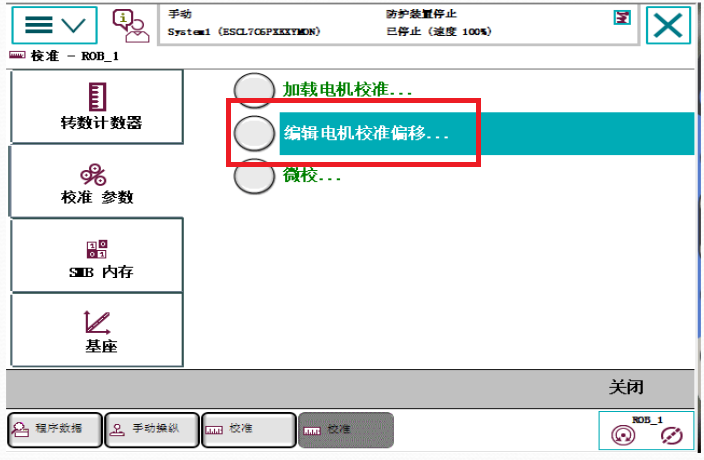 手动
防护装置停止
System1 (ESCL7C6PXKXYMDN)
已停止 (速度 100%)
校准 - ROB_1
转数计数器
校准 参数
SMB 内存
基座
加载电机校准...
编辑电机校准偏移...
微校...
关闭
程序数据
手动操纵
校准
校准
ROB_1